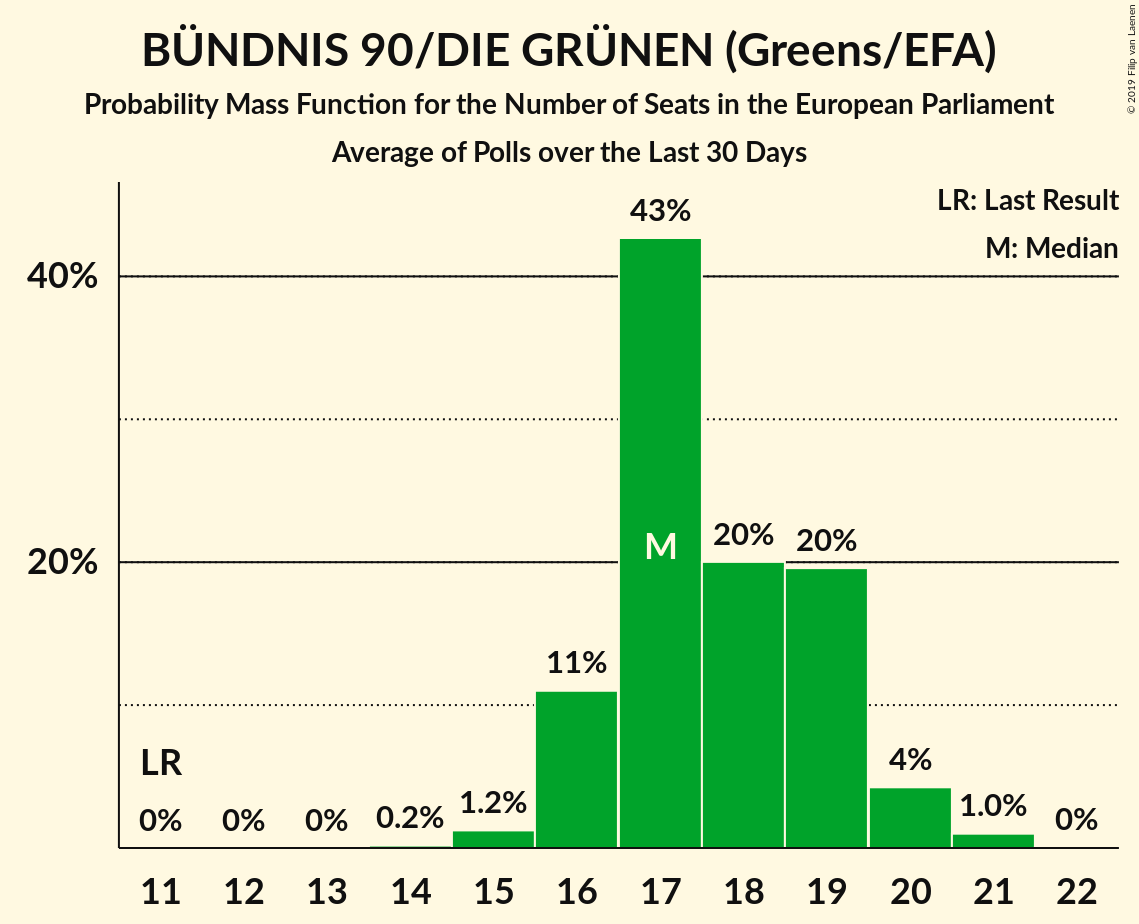 BÜNDNIS 90/DIE GRÜNEN (Greens/EFA)
Probability Mass Function for the Number of Seats in the European Parliament
Average of Polls over the Last 30 Days
© 2019 Filip van Laenen
LR: Last Result
M: Median
43%
40%
M
20% 20%
20%
11%
LR
4%
0% 0% 0% 0.2% 1.2% 1.0% 0%
11 12 13 14 15 16 17 18 19 20 21 22